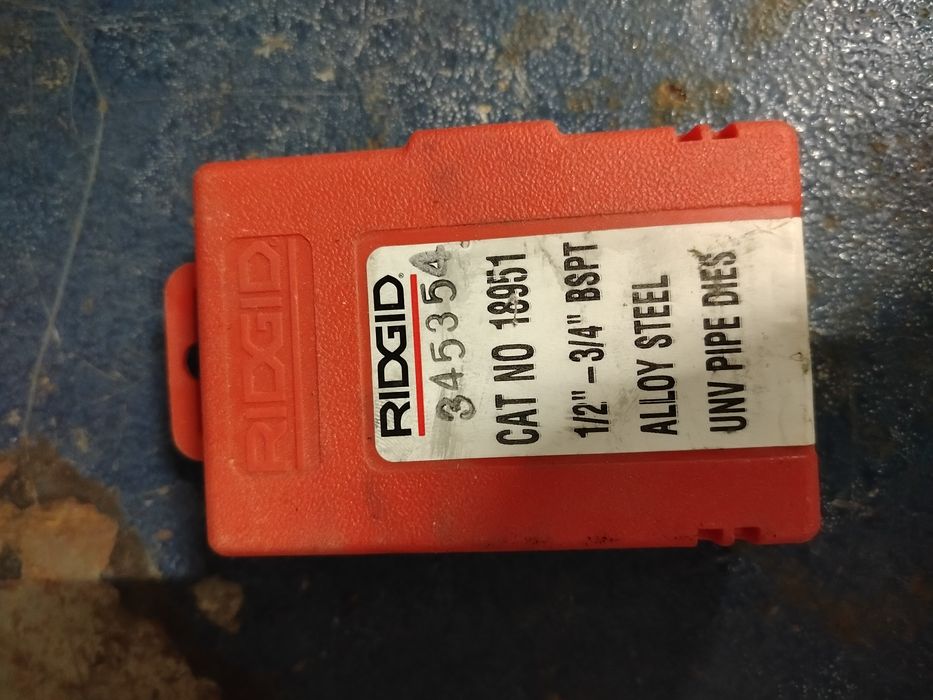 RIDGID
RIDGID®
345354
CAT NO 18951
1/2" – 3/4" BSPT
ALLOY STEEL
UNV PIPE DIES